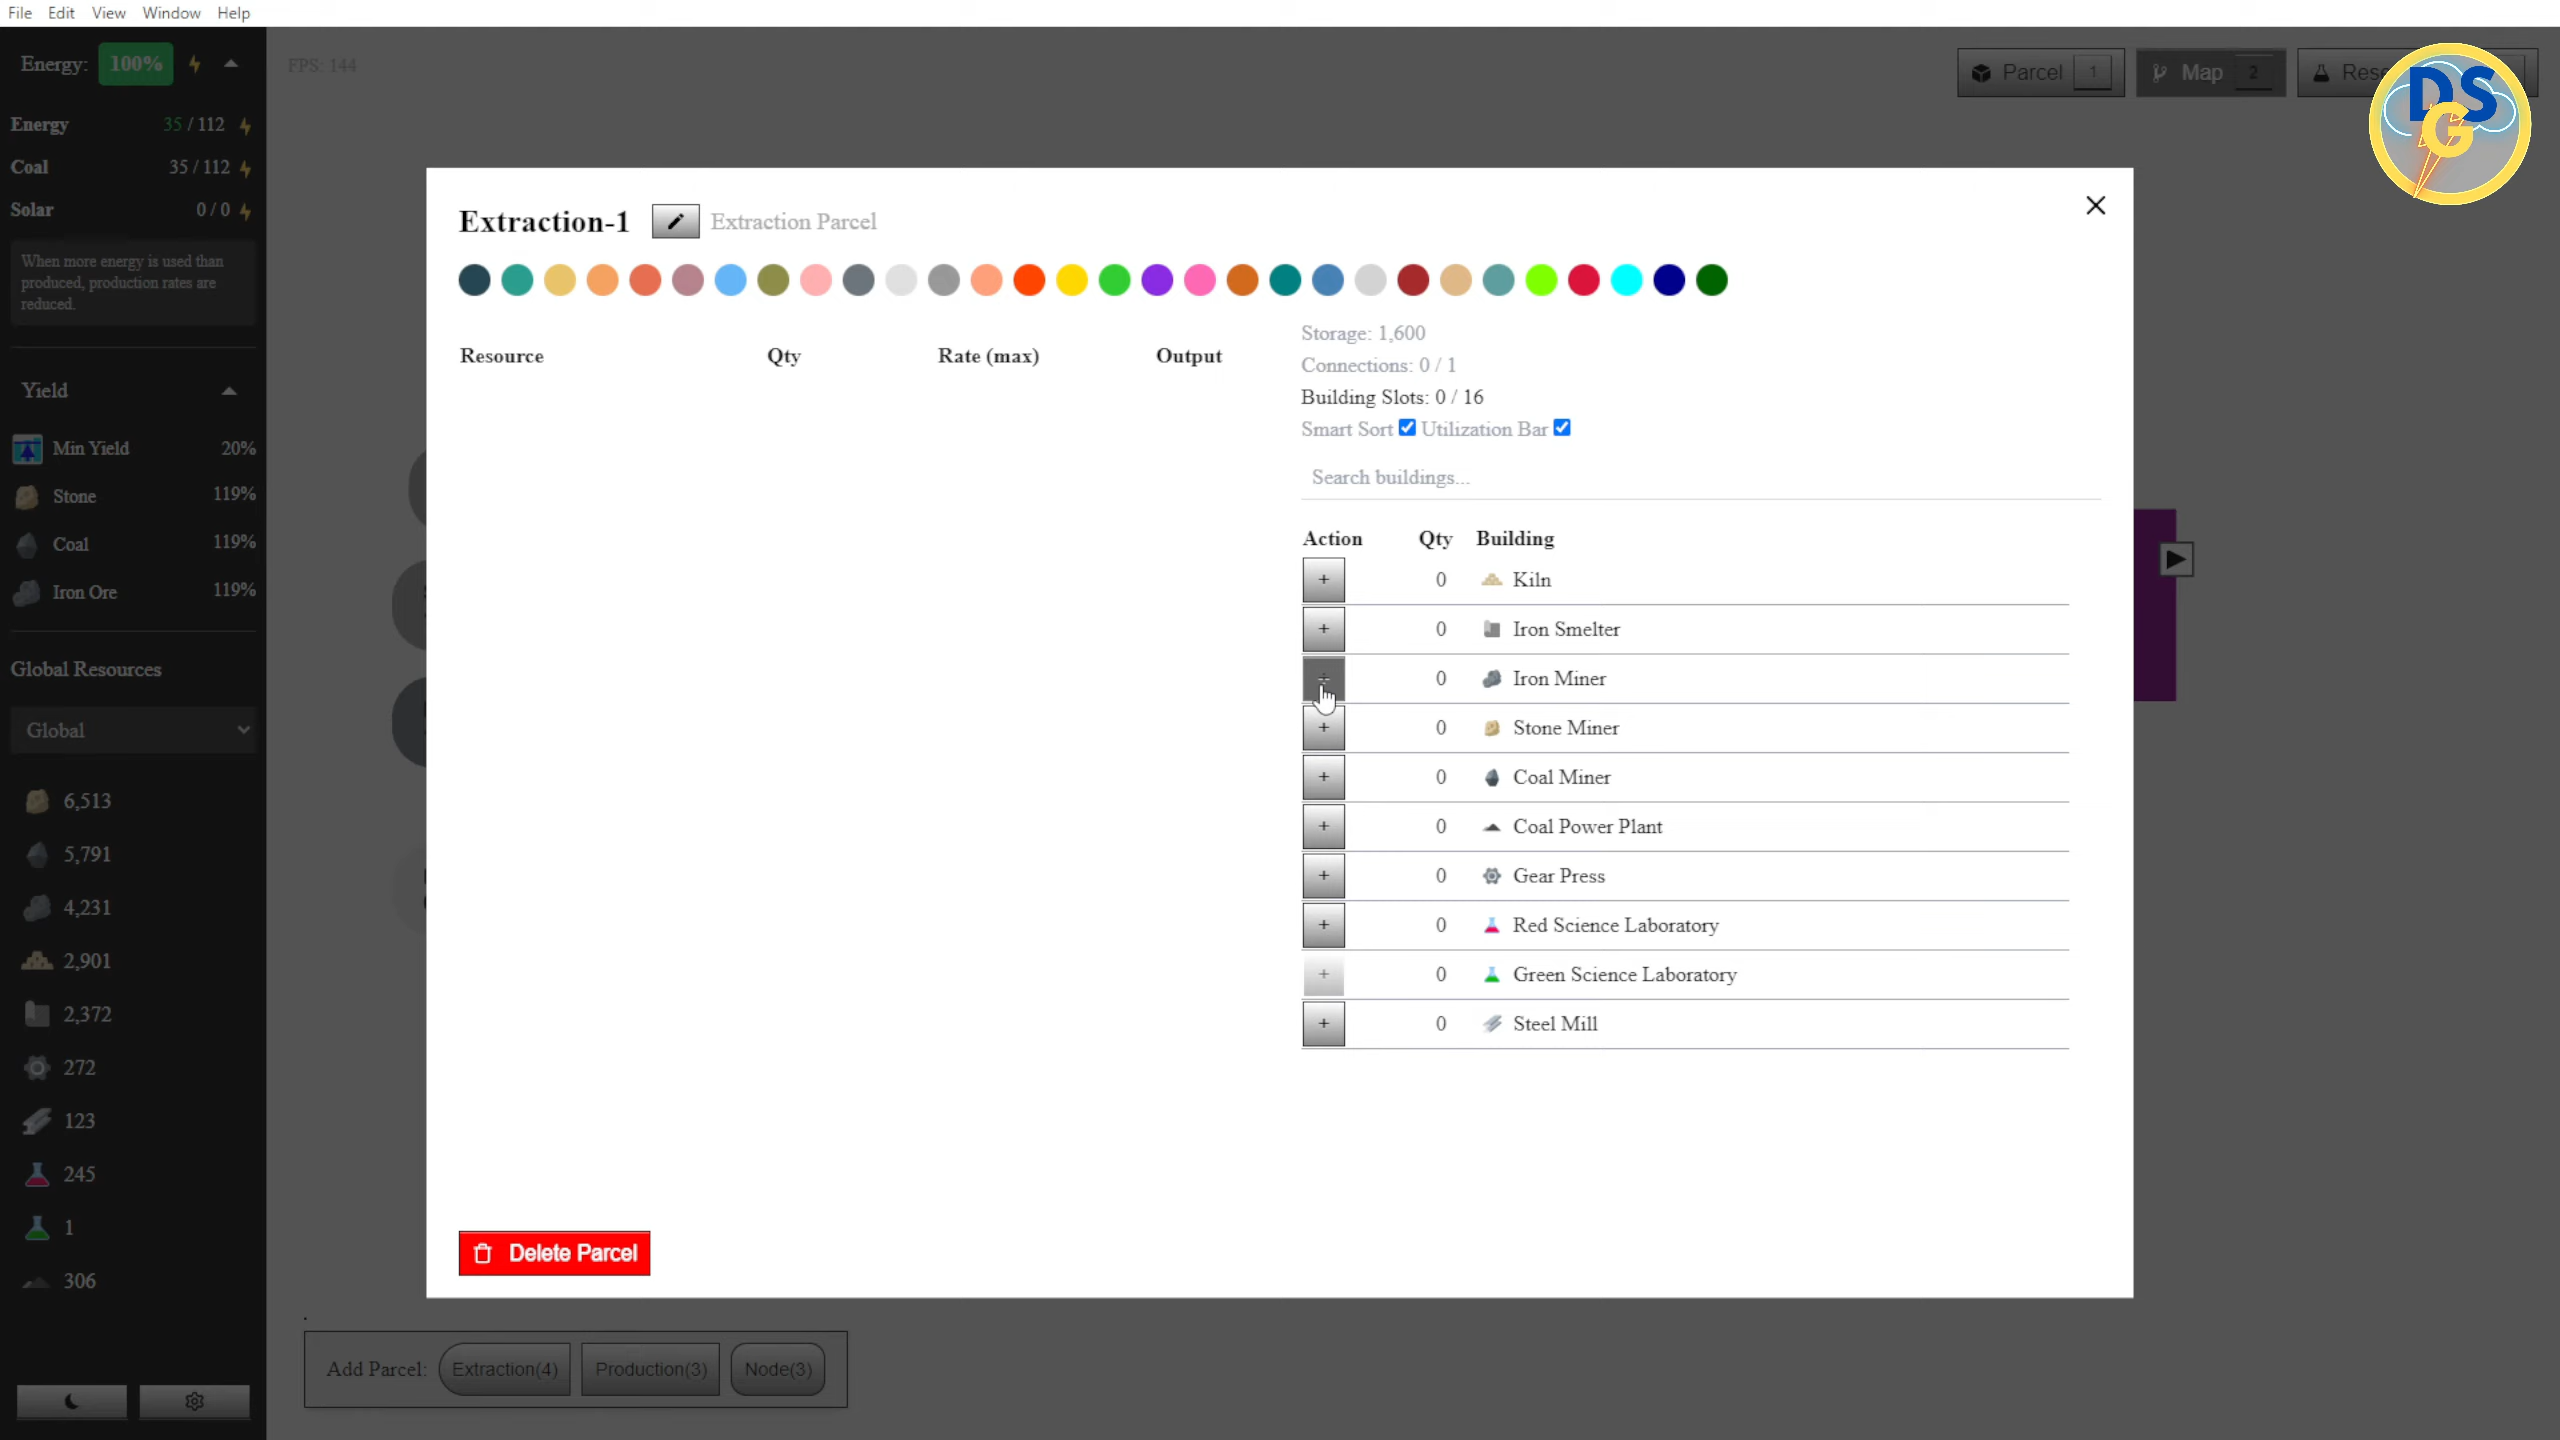 File Edit View Window Help
Energy: 100%
FPS: 144
Parcel 1
Map 2
DSG
Energy 35 / 112
Coal 35 / 112
Solar 0 / 0
When more energy is used than
produced, production rates are
reduced.
Yield
Min Yield 20%
Stone 119%
Coal 119%
Iron Ore 119%
Global Resources
Global
6,513
5,791
4,231
2,901
2,372
272
123
245
1
306
Extraction-1 Extraction Parcel
Resource Qty Rate (max) Output
Storage: 1,600
Connections: 0 / 1
Building Slots: 0 / 16
Smart Sort Utilization Bar
Search buildings...
Action Qty Building
+ 0 Kiln
+ 0 Iron Smelter
+ 0 Iron Miner
+ 0 Stone Miner
+ 0 Coal Miner
+ 0 Coal Power Plant
+ 0 Gear Press
+ 0 Red Science Laboratory
+ 0 Green Science Laboratory
+ 0 Steel Mill
Delete Parcel
Add Parcel: Extraction(4) Production(3) Node(3)